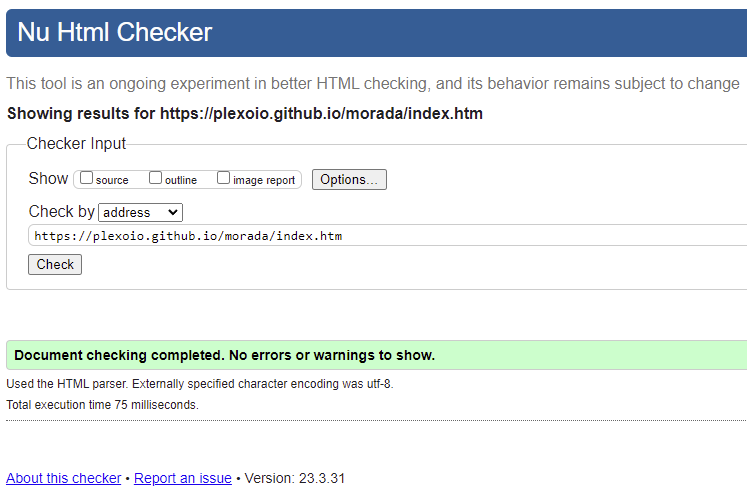 Nu Html Checker
This tool is an ongoing experiment in better HTML checking, and its behavior remains subject to change
Showing results for https://plexoio.github.io/morada/index.htm
Checker Input
Show source outline image report Options...
Check by address
https://plexoio.github.io/morada/index.htm
Check
Document checking completed. No errors or warnings to show.
Used the HTML parser. Externally specified character encoding was utf-8.
Total execution time 75 milliseconds.
About this checker • Report an issue • Version: 23.3.31